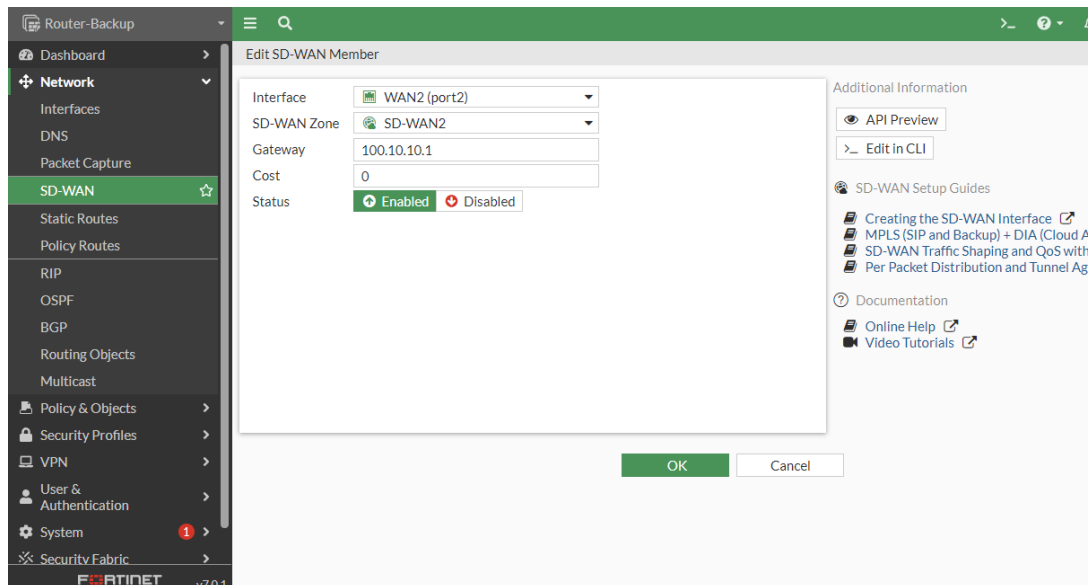 Router-Backup
Dashboard
Network
Interfaces
DNS
Packet Capture
SD-WAN
Static Routes
Policy Routes
RIP
OSPF
BGP
Routing Objects
Multicast
Policy & Objects
Security Profiles
VPN
User &
Authentication
System 1
Security Fabric
FORTINET v7.0.1
Edit SD-WAN Member
Interface WAN2 (port2)
SD-WAN Zone SD-WAN2
Gateway 100.10.10.1
Cost 0
Status Enabled Disabled
OK Cancel
Additional Information
API Preview
>_ Edit in CLI
SD-WAN Setup Guides
Creating the SD-WAN Interface
MPLS (SIP and Backup) + DIA (Cloud A
SD-WAN Traffic Shaping and QoS with
Per Packet Distribution and Tunnel Ag
Documentation
Online Help
Video Tutorials